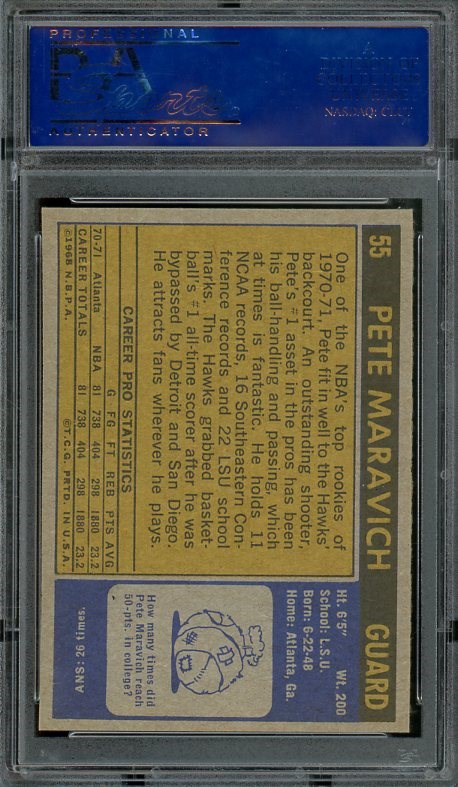 PROFESSIONAL
AUTHENTICATOR
A
DIVISION OF
NASDAQ: CLCT
55 PETE MARAVICH GUARD
One of the NBA's top rookies of
1970-71, Pete fit in well to the Hawks'
backcourt. An outstanding shooter,
Pete's #1 asset in the pros has been
his ball-handling and passing, which
at times is fantastic. He holds 11
NCAA records, 16 Southeastern Con-
ference records and 22 LSU school
marks. The Hawks grabbed basket-
ball's #1 all-time scorer after he was
bypassed by Detroit and San Diego.
He attracts fans wherever he plays.
CAREER PRO STATISTICS
G FG FT REB PTS AVG
70-71 Atlanta NBA 81 738 404 298 1880 23.2
CAREER TOTALS 81 738 404 298 1880 23.2
©1968 N.B.P.A. ©T.C.G. PRTD. IN U.S.A.
Ht. 6'5" Wt. 200
School: L.S.U.
Born: 6-22-48
Home: Atlanta, Ga.
How many times did
Pete Maravich reach
50-pts. in college?
ANS: 26 times.